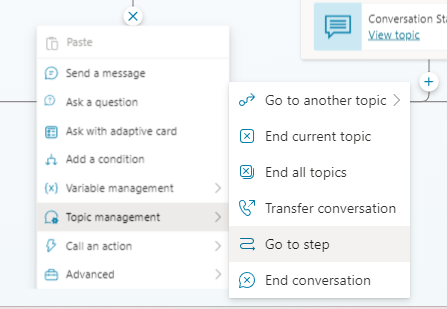 Conversation Sta
View topic
Paste
Send a message
Ask a question
Ask with adaptive card
Add a condition
Variable management
Topic management
Call an action
Advanced
Go to another topic
End current topic
End all topics
Transfer conversation
Go to step
End conversation